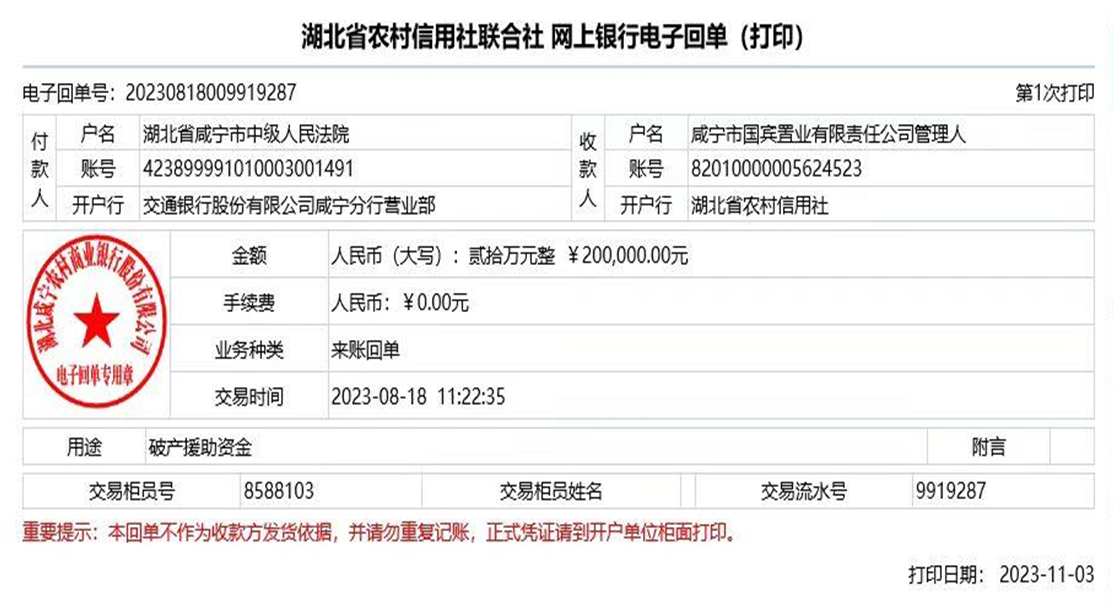 湖北省农村信用社联合社 网上银行电子回单（打印）
电子回单号：20230818009919287 第1次打印
付款人 户名 湖北省咸宁市中级人民法院 收款人 户名 咸宁市国宾置业有限责任公司管理人
账号 423899991010003001491 账号 82010000005624523
开户行 交通银行股份有限公司咸宁分行营业部 开户行 湖北省农村信用社
湖北咸宁农村商业银行股份有限公司
电子回单专用章
金额 人民币（大写）：贰拾万元整 ￥200,000.00元
手续费 人民币：￥0.00元
业务种类 来账回单
交易时间 2023-08-18 11:22:35
用途 破产援助资金 附言
交易柜员号 8588103 交易柜员姓名 交易流水号 9919287
重要提示：本回单不作为收款方发货依据，并请勿重复记账，正式凭证请到开户单位柜面打印。
打印日期： 2023-11-03